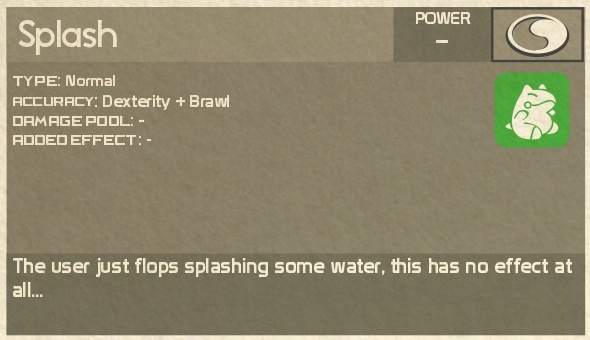 Splash
POWER
–
TYPE: Normal
ACCURACY: Dexterity + Brawl
DAMAGE POOL: -
ADDED EFFECT: -
The user just flops splashing some water, this has no effect at
all...